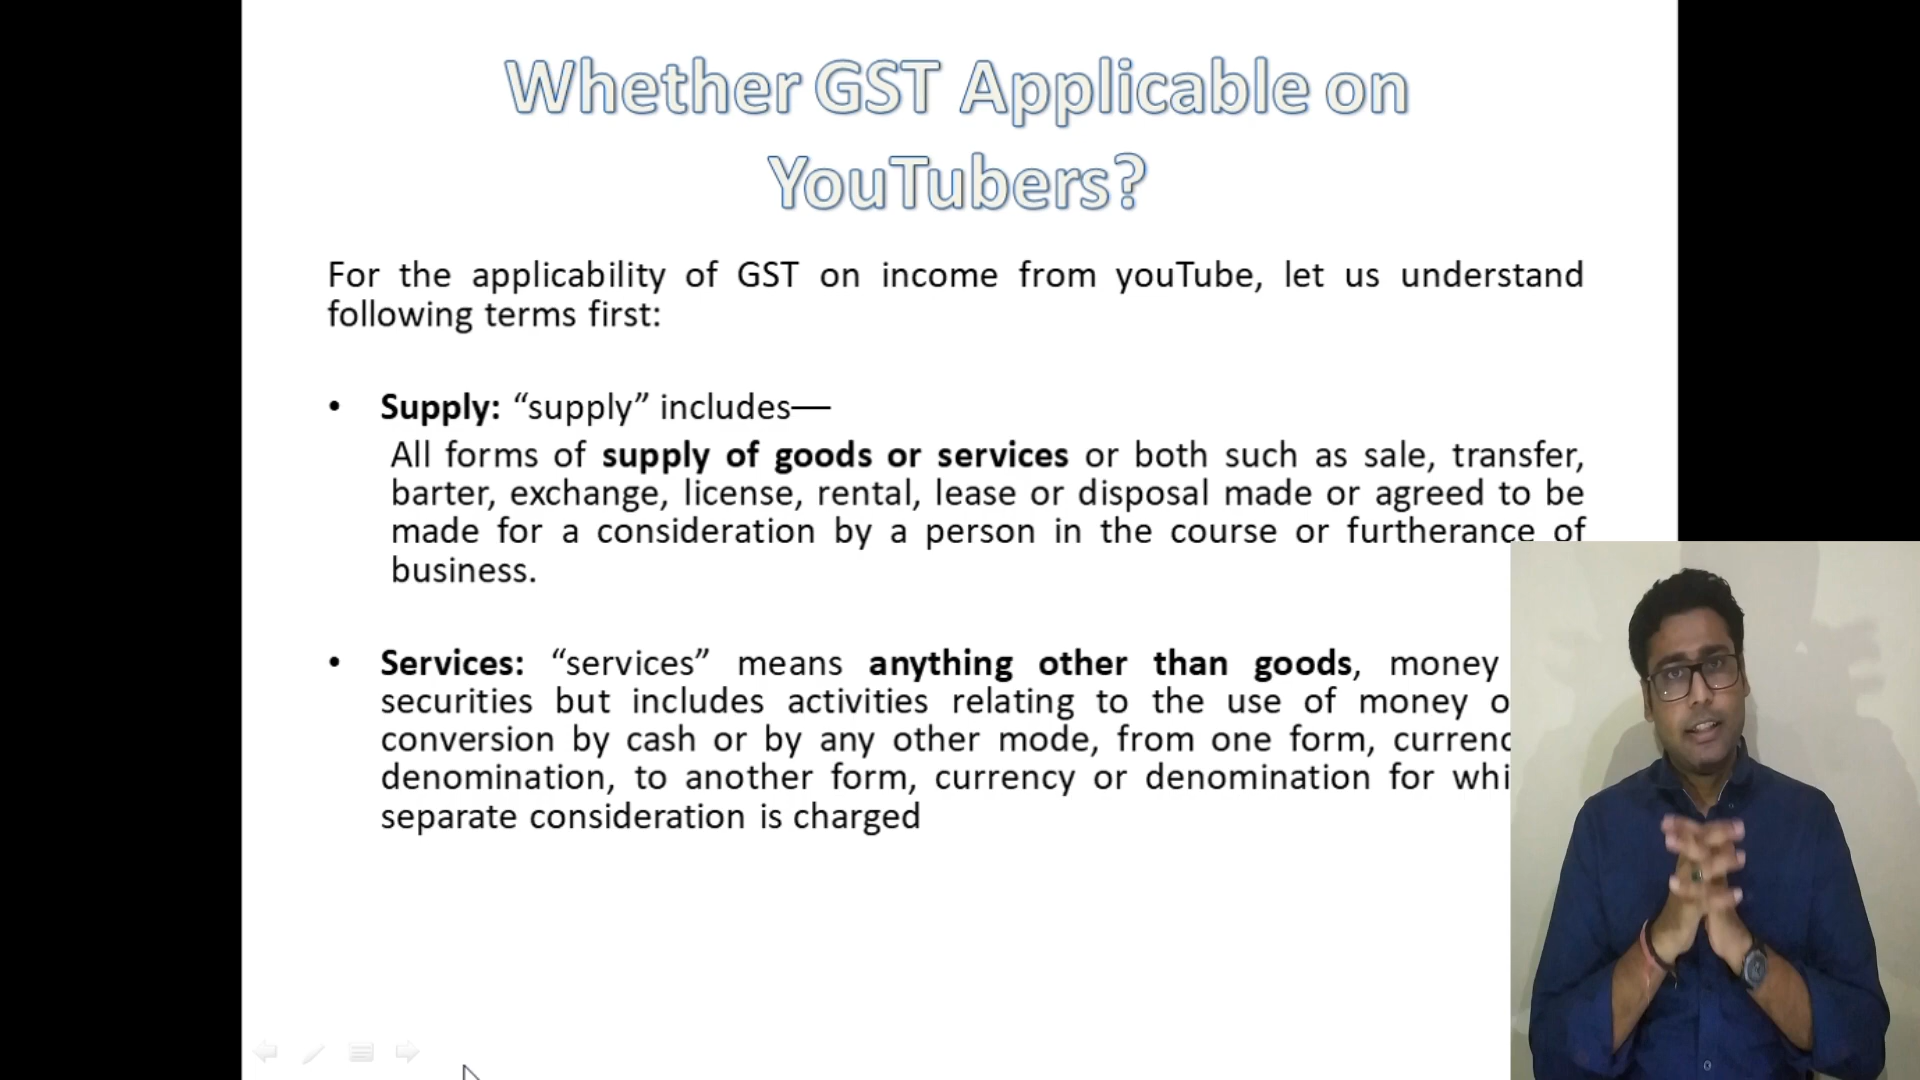 Whether GST Applicable on
YouTubers?
For the applicability of GST on income from youTube, let us understand
following terms first:
• Supply: “supply” includes—
All forms of supply of goods or services or both such as sale, transfer,
barter, exchange, license, rental, lease or disposal made or agreed to be
made for a consideration by a person in the course or furtherance of
business.
• Services: “services” means anything other than goods, money
securities but includes activities relating to the use of money
conversion by cash or by any other mode, from one form,
denomination, to another form, currency or denomination for
separate consideration is charged